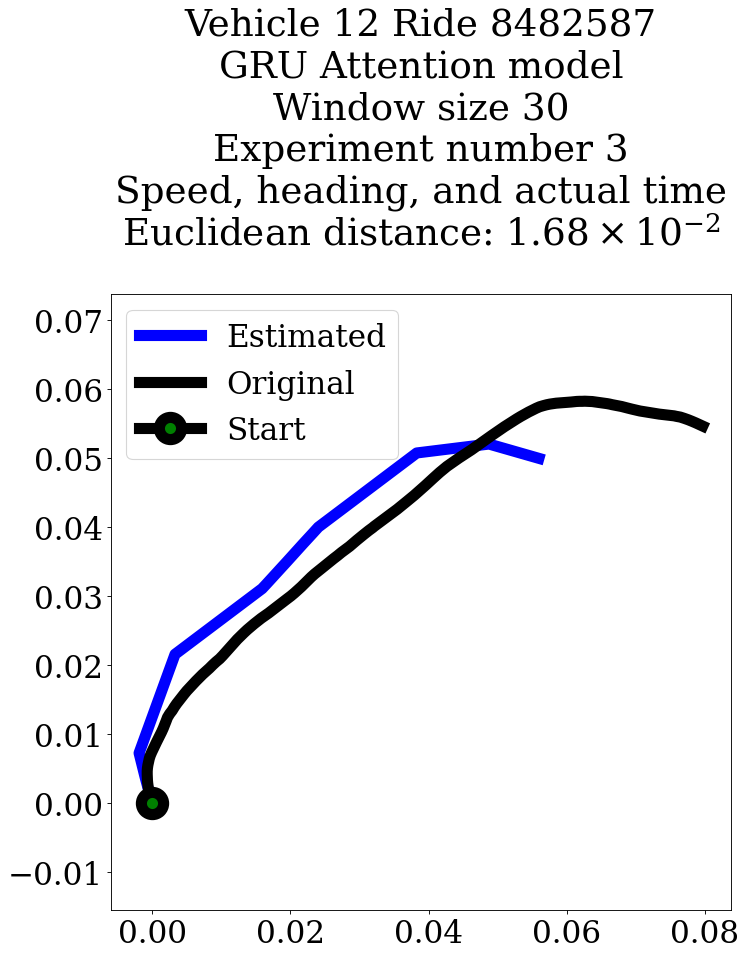 Vehicle 12 Ride 8482587
GRU Attention model
Window size 30
Experiment number 3
Speed, heading, and actual time
Euclidean distance: 1.68 × 10⁻²
Estimated
Original
Start
0.07
0.06
0.05
0.04
0.03
0.02
0.01
0.00
−0.01
0.00 0.02 0.04 0.06 0.08